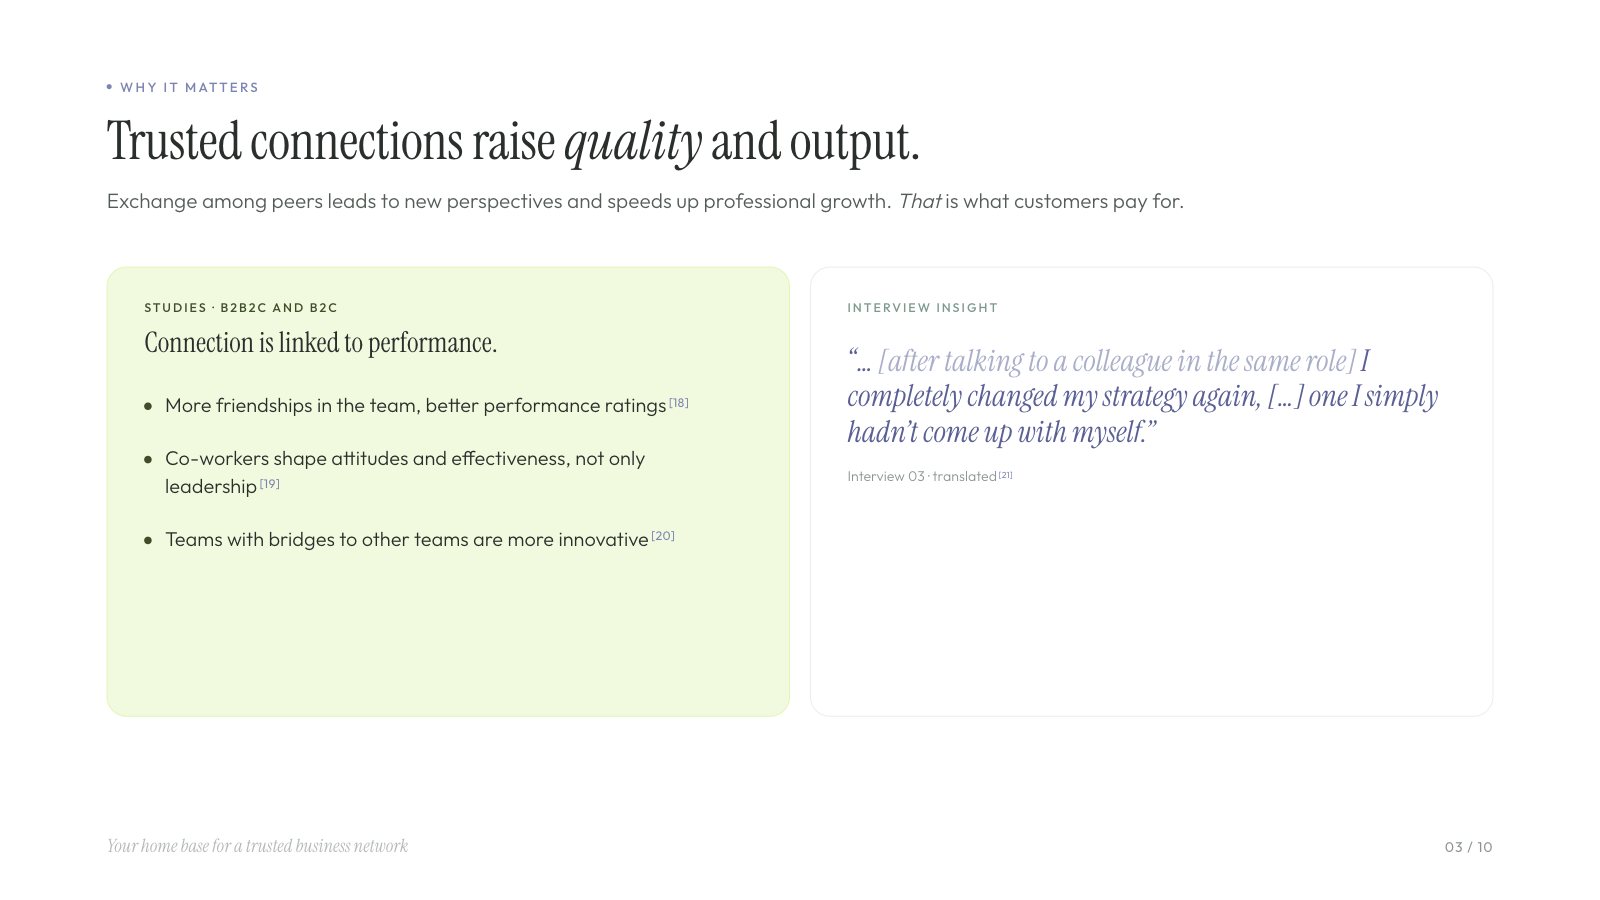 • WHY IT MATTERS
Trusted connections raise quality and output.
Exchange among peers leads to new perspectives and speeds up professional growth. That is what customers pay for.
STUDIES · B2B2C AND B2C
Connection is linked to performance.
• More friendships in the team, better performance ratings [18]
• Co-workers shape attitudes and effectiveness, not only
leadership [19]
• Teams with bridges to other teams are more innovative [20]
INTERVIEW INSIGHT
“... [after talking to a colleague in the same role] I
completely changed my strategy again, [...] one I simply
hadn’t come up with myself.”
Interview 03 · translated [21]
Your home base for a trusted business network
03 / 10